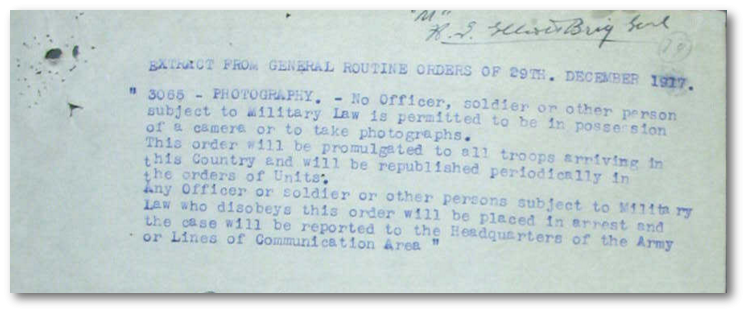 "M"
H. E. Elliott Brig Genl
EXTRACT FROM GENERAL ROUTINE ORDERS OF 29TH. DECEMBER 1917.
" 3065 - PHOTOGRAPHY. - No Officer, soldier or other person
subject to Military Law is permitted to be in possession
of a camera or to take photographs.
This order will be promulgated to all troops arriving in
this Country and will be republished periodically in
the orders of Units.
Any Officer or soldier or other persons subject to Military
Law who disobeys this order will be placed in arrest and
the case will be reported to the Headquarters of the Army
or Lines of Communication Area "